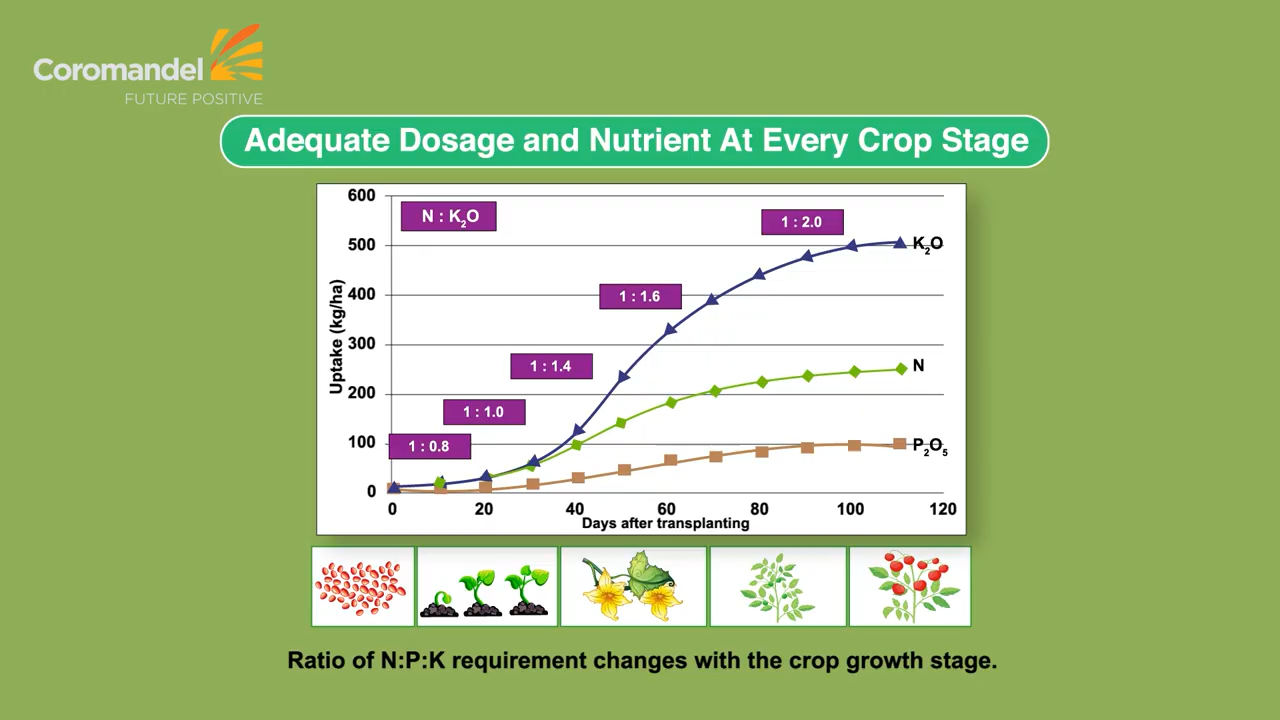 Coromandel
FUTURE POSITIVE
Adequate Dosage and Nutrient At Every Crop Stage
600
500
400
300
200
100
0
Uptake (kg/ha)
N : K₂O
1 : 0.8
1 : 1.0
1 : 1.4
1 : 1.6
1 : 2.0
K₂O
N
P₂O₅
0 20 40 60 80 100 120
Days after transplanting
Ratio of N:P:K requirement changes with the crop growth stage.